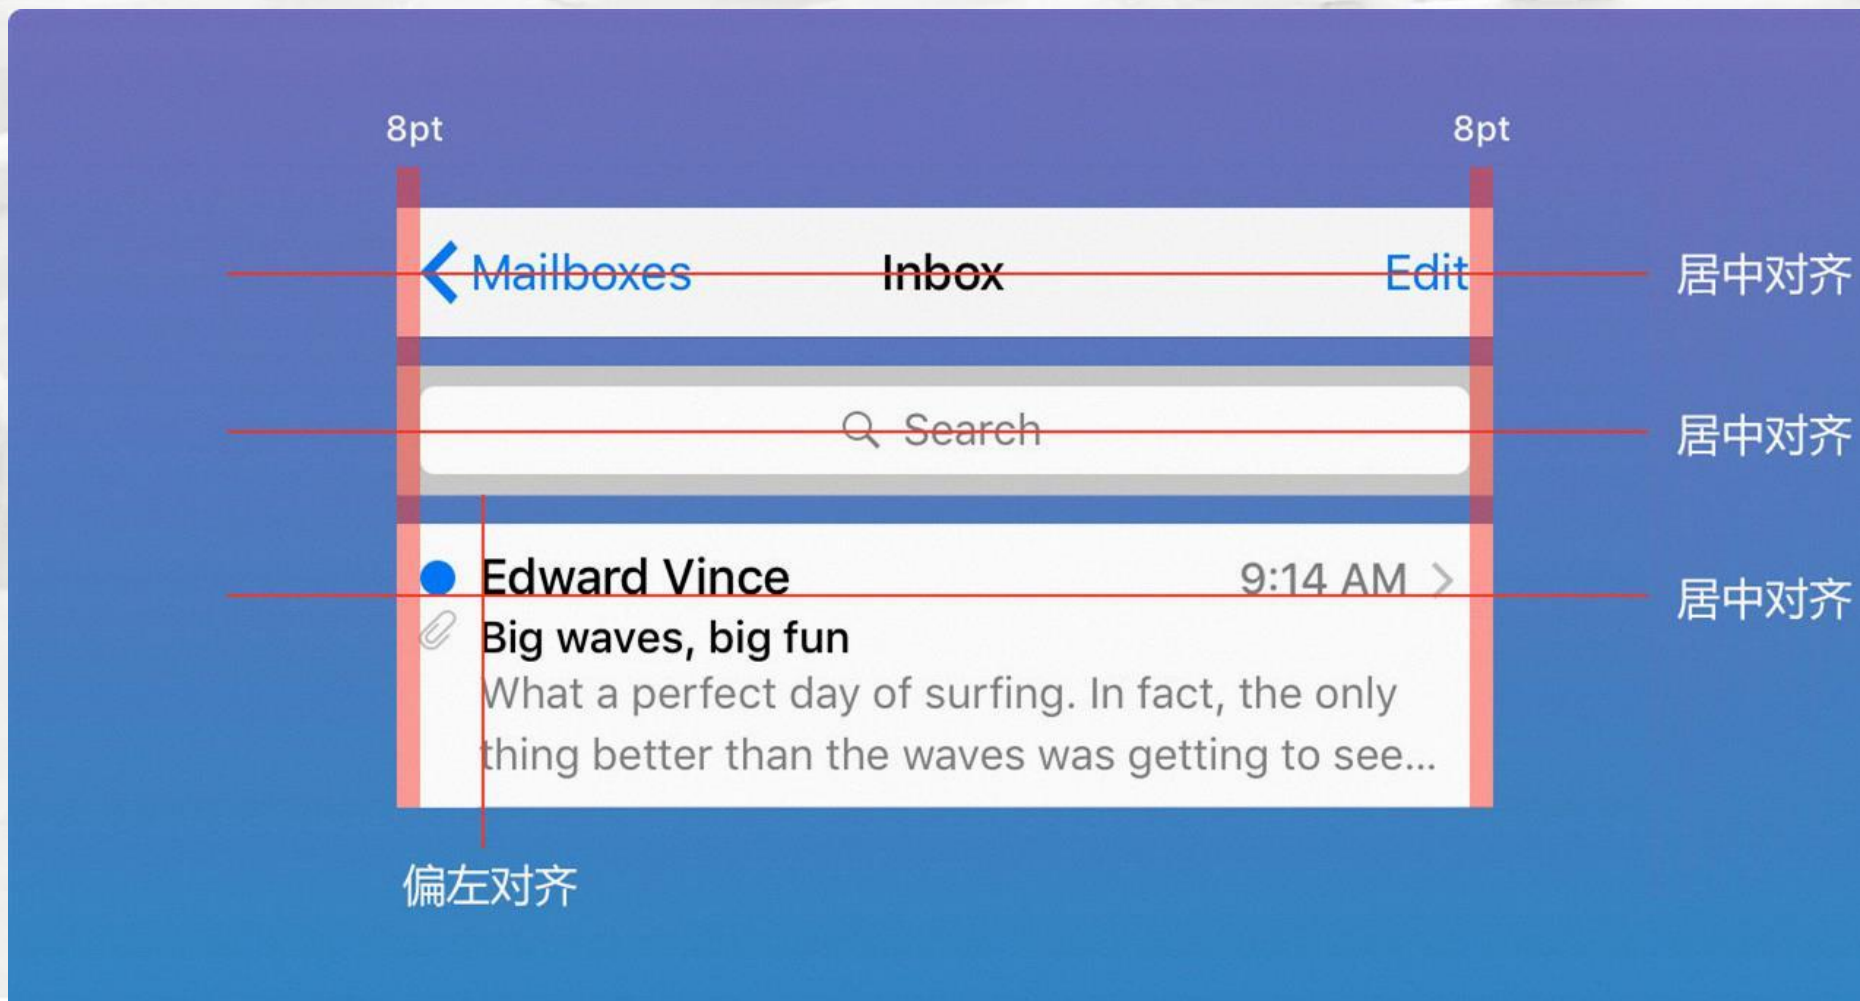 8pt 8pt
Mailboxes Inbox Edit 居中对齐
Search 居中对齐
Edward Vince 9:14 AM 居中对齐
Big waves, big fun
What a perfect day of surfing. In fact, the only
thing better than the waves was getting to see...
偏左对齐